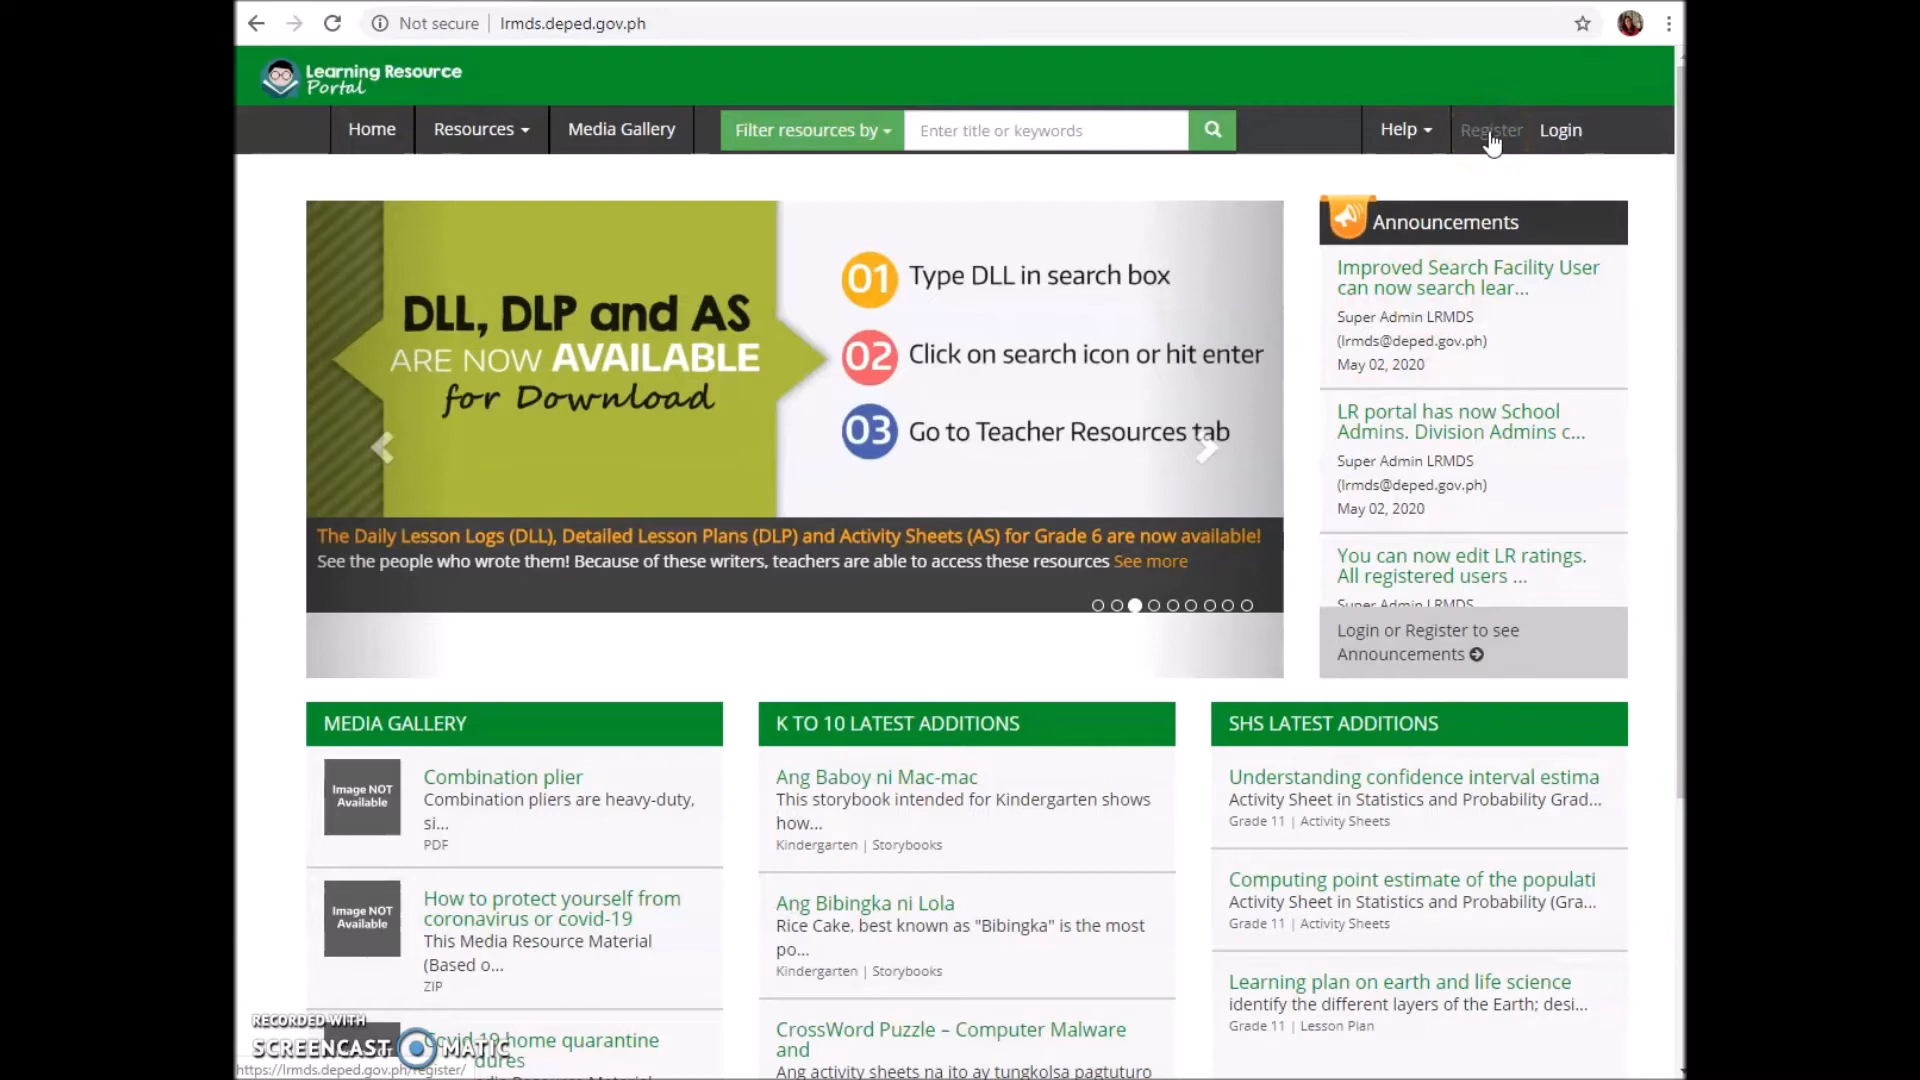 Not secure | lrmds.deped.gov.ph
Learning Resource
Portal
Home
Resources
Media Gallery
Filter resources by
Enter title or keywords
Help
Register
Login
DLL, DLP and AS
ARE NOW AVAILABLE
for Download
01 Type DLL in search box
02 Click on search icon or hit enter
03 Go to Teacher Resources tab
The Daily Lesson Logs (DLL), Detailed Lesson Plans (DLP) and Activity Sheets (AS) for Grade 6 are now available!
See the people who wrote them! Because of these writers, teachers are able to access these resources See more
Announcements
Improved Search Facility User
can now search lear...
Super Admin LRMDS
(lrmds@deped.gov.ph)
May 02, 2020
LR portal has now School
Admins. Division Admins c...
Super Admin LRMDS
(lrmds@deped.gov.ph)
May 02, 2020
You can now edit LR ratings.
All registered users ...
Super Admin LRMDS
Login or Register to see
Announcements
MEDIA GALLERY
Image NOT
Available
Combination plier
Combination pliers are heavy-duty,
si...
PDF
Image NOT
Available
How to protect yourself from
coronavirus or covid-19
This Media Resource Material
(Based o...
ZIP
home quarantine
K TO 10 LATEST ADDITIONS
Ang Baboy ni Mac-mac
This storybook intended for Kindergarten shows
how...
Kindergarten | Storybooks
Ang Bibingka ni Lola
Rice Cake, best known as "Bibingka" is the most
po...
Kindergarten | Storybooks
CrossWord Puzzle – Computer Malware
and
Ang activity sheets na ito ay tungkolsa pagtuturo
SHS LATEST ADDITIONS
Understanding confidence interval estima
Activity Sheet in Statistics and Probability Grad...
Grade 11 | Activity Sheets
Computing point estimate of the populati
Activity Sheet in Statistics and Probability (Gra...
Grade 11 | Activity Sheets
Learning plan on earth and life science
identify the different layers of the Earth; desi...
Grade 11 | Lesson Plan
RECORDED WITH
SCREENCAST MATIC
https://lrmds.deped.gov.ph/register/